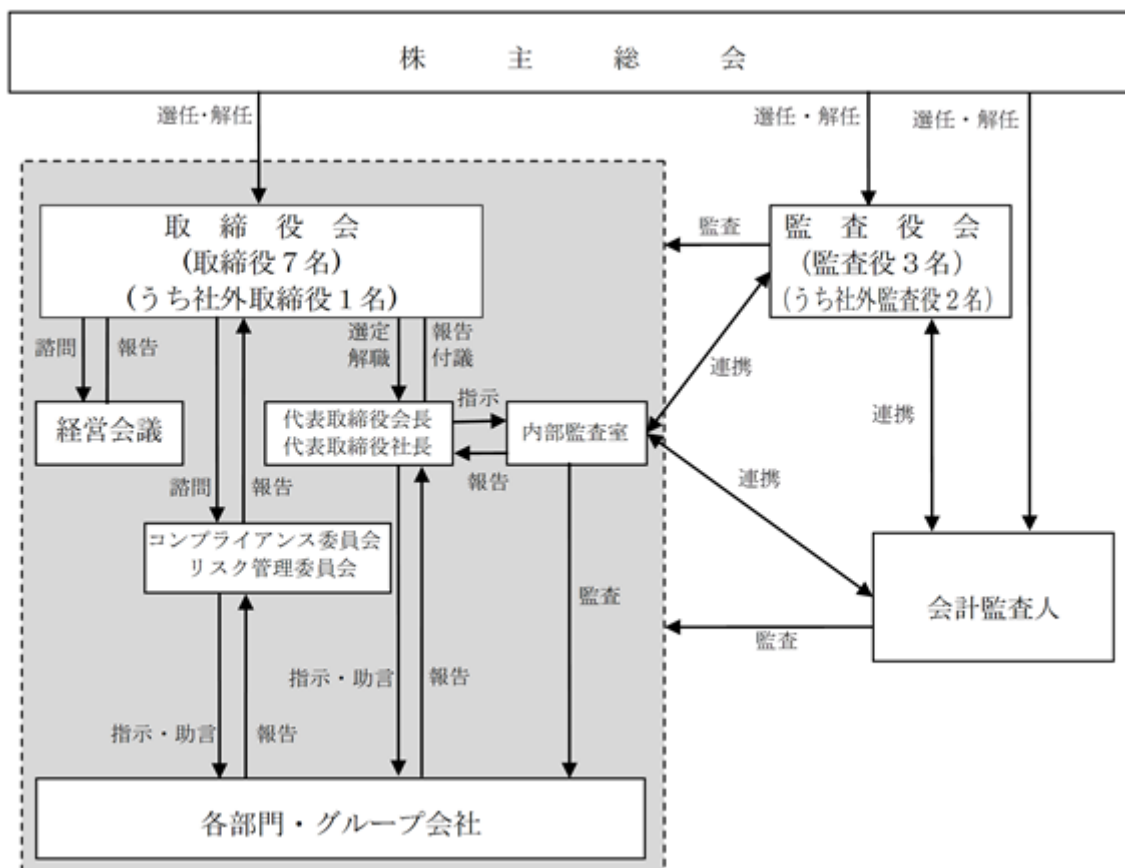 株主総会
選任・解任
選任・解任
選任・解任
取締役会
(取締役７名)
(うち社外取締役１名)
監査
監査役会
(監査役３名)
(うち社外監査役２名)
諮問
報告
選定
解職
報告
付議
連携
連携
経営会議
代表取締役会長
代表取締役社長
指示
報告
内部監査室
諮問
報告
連携
コンプライアンス委員会
リスク管理委員会
監査
会計監査人
監査
指示・助言
報告
指示・助言
報告
各部門・グループ会社